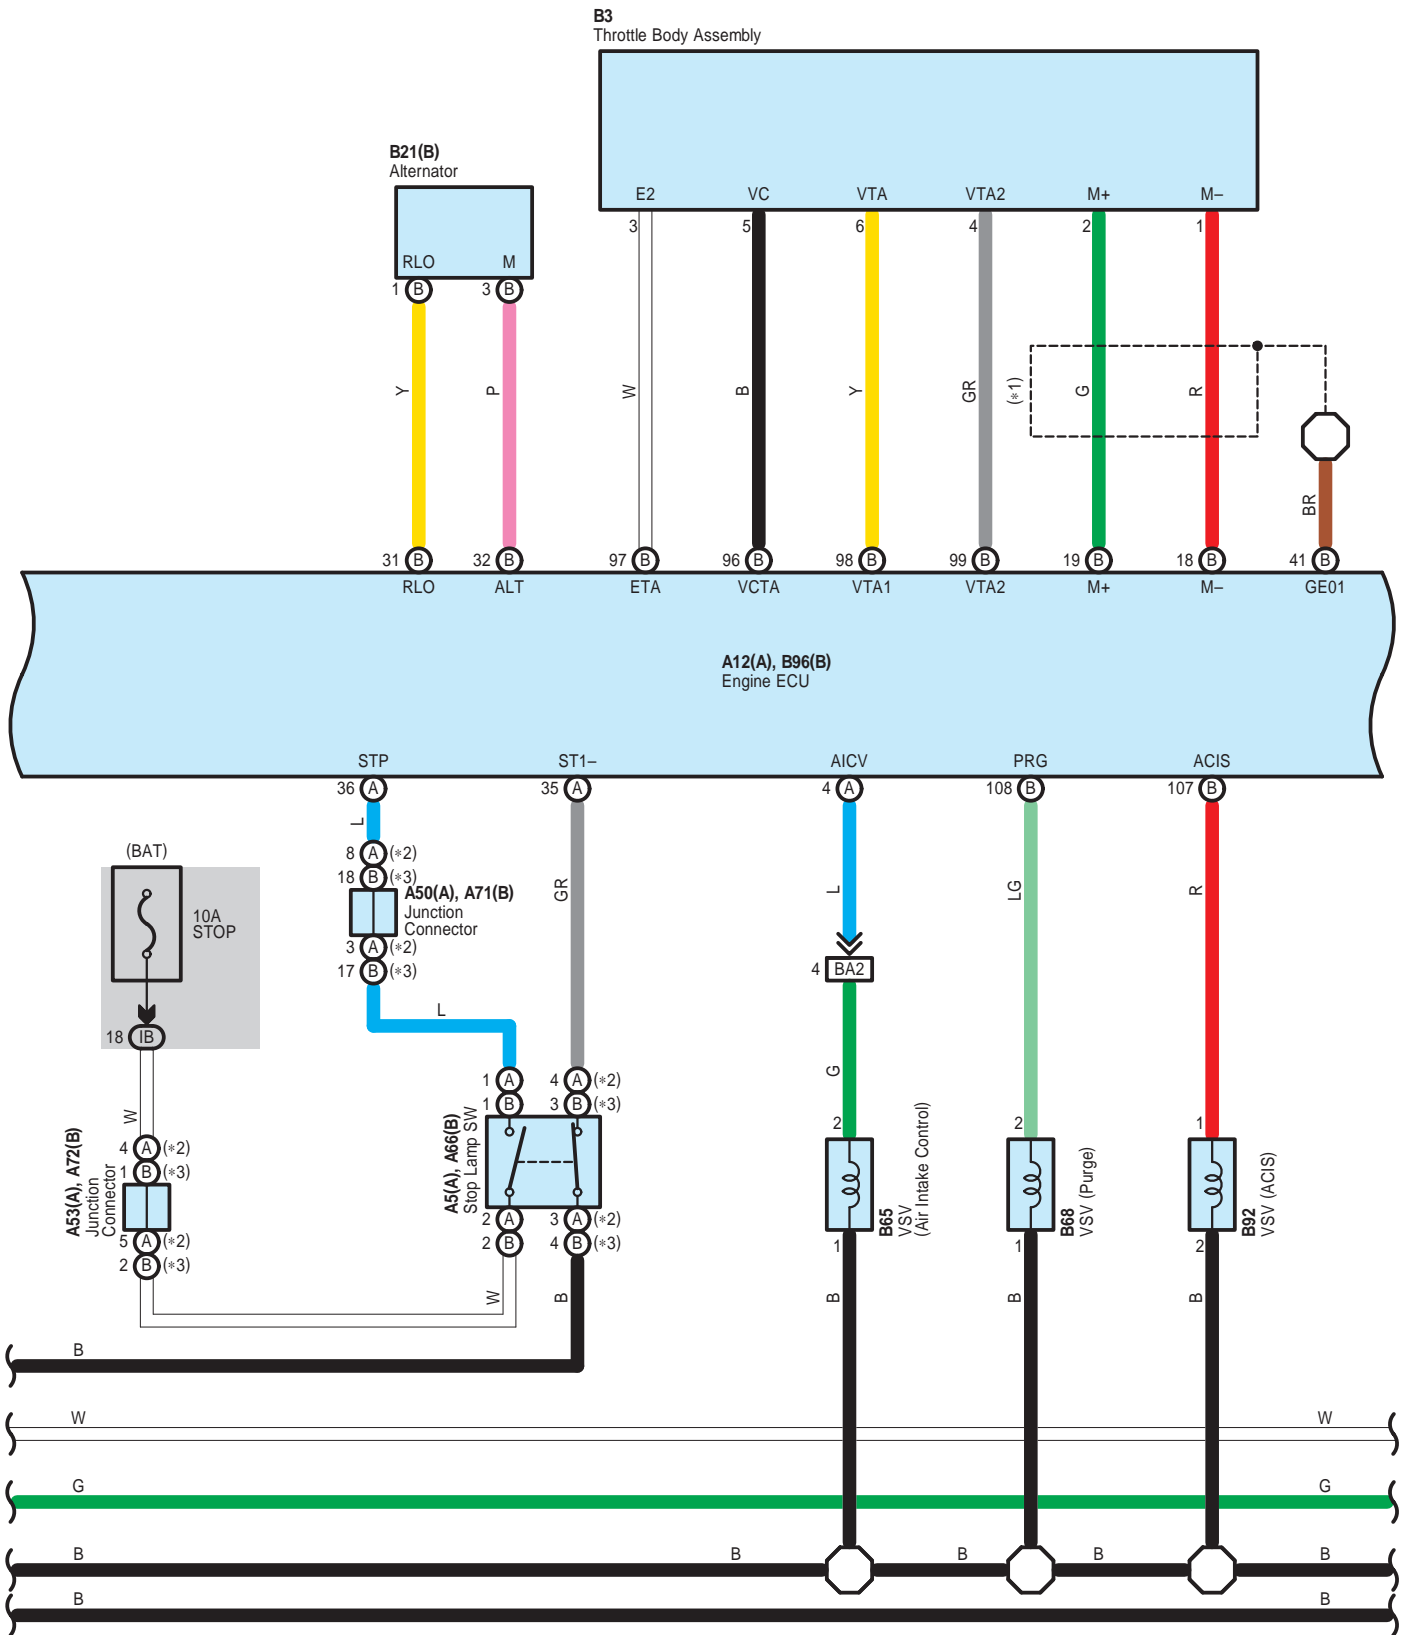 B3
Throttle Body Assembly
B21(B)
Alternator
E2 VC VTA VTA2 M+ M–
3 5 6 4 2 1
RLO M
1 B 3 B
Y P W B Y GR (*1) G R
BR
31 B 32 B 97 B 96 B 98 B 99 B 19 B 18 B 41 B
RLO ALT ETA VCTA VTA1 VTA2 M+ M– GE01
A12(A), B96(B)
Engine ECU
STP ST1– AICV PRG ACIS
36 A 35 A 4 A 108 B 107 B
L
(BAT)
8 A (*2)
18 B (*3)
A50(A), A71(B)
Junction
Connector
3 A (*2)
17 B (*3)
GR L LG R
10A
STOP
4 BA2
L
18 IB
G
W
1 A 4 A (*2)
1 B 3 B (*3)
A5(A), A66(B)
Stop Lamp SW
2 A 3 A (*2)
2 B 4 B (*3)
4 A (*2)
1 B (*3)
A53(A), A72(B)
Junction
Connector
5 A (*2)
2 B (*3)
2 2 1
B65
VSV
(Air Intake Control)
B68
VSV (Purge)
B92
VSV (ACIS)
1 1 2
W B B B B
B
W W
G G
B B B B B
B B